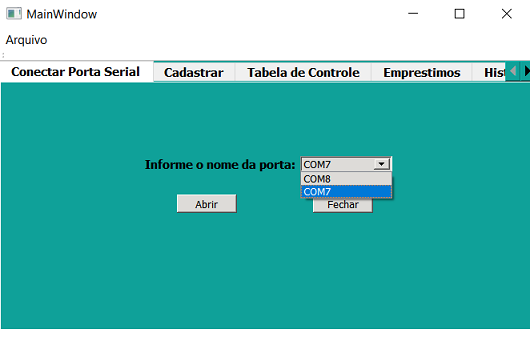 MainWindow
Arquivo
Conectar Porta Serial Cadastrar Tabela de Controle Emprestimos
Informe o nome da porta: COM7
COM8
COM7
Abrir Fechar